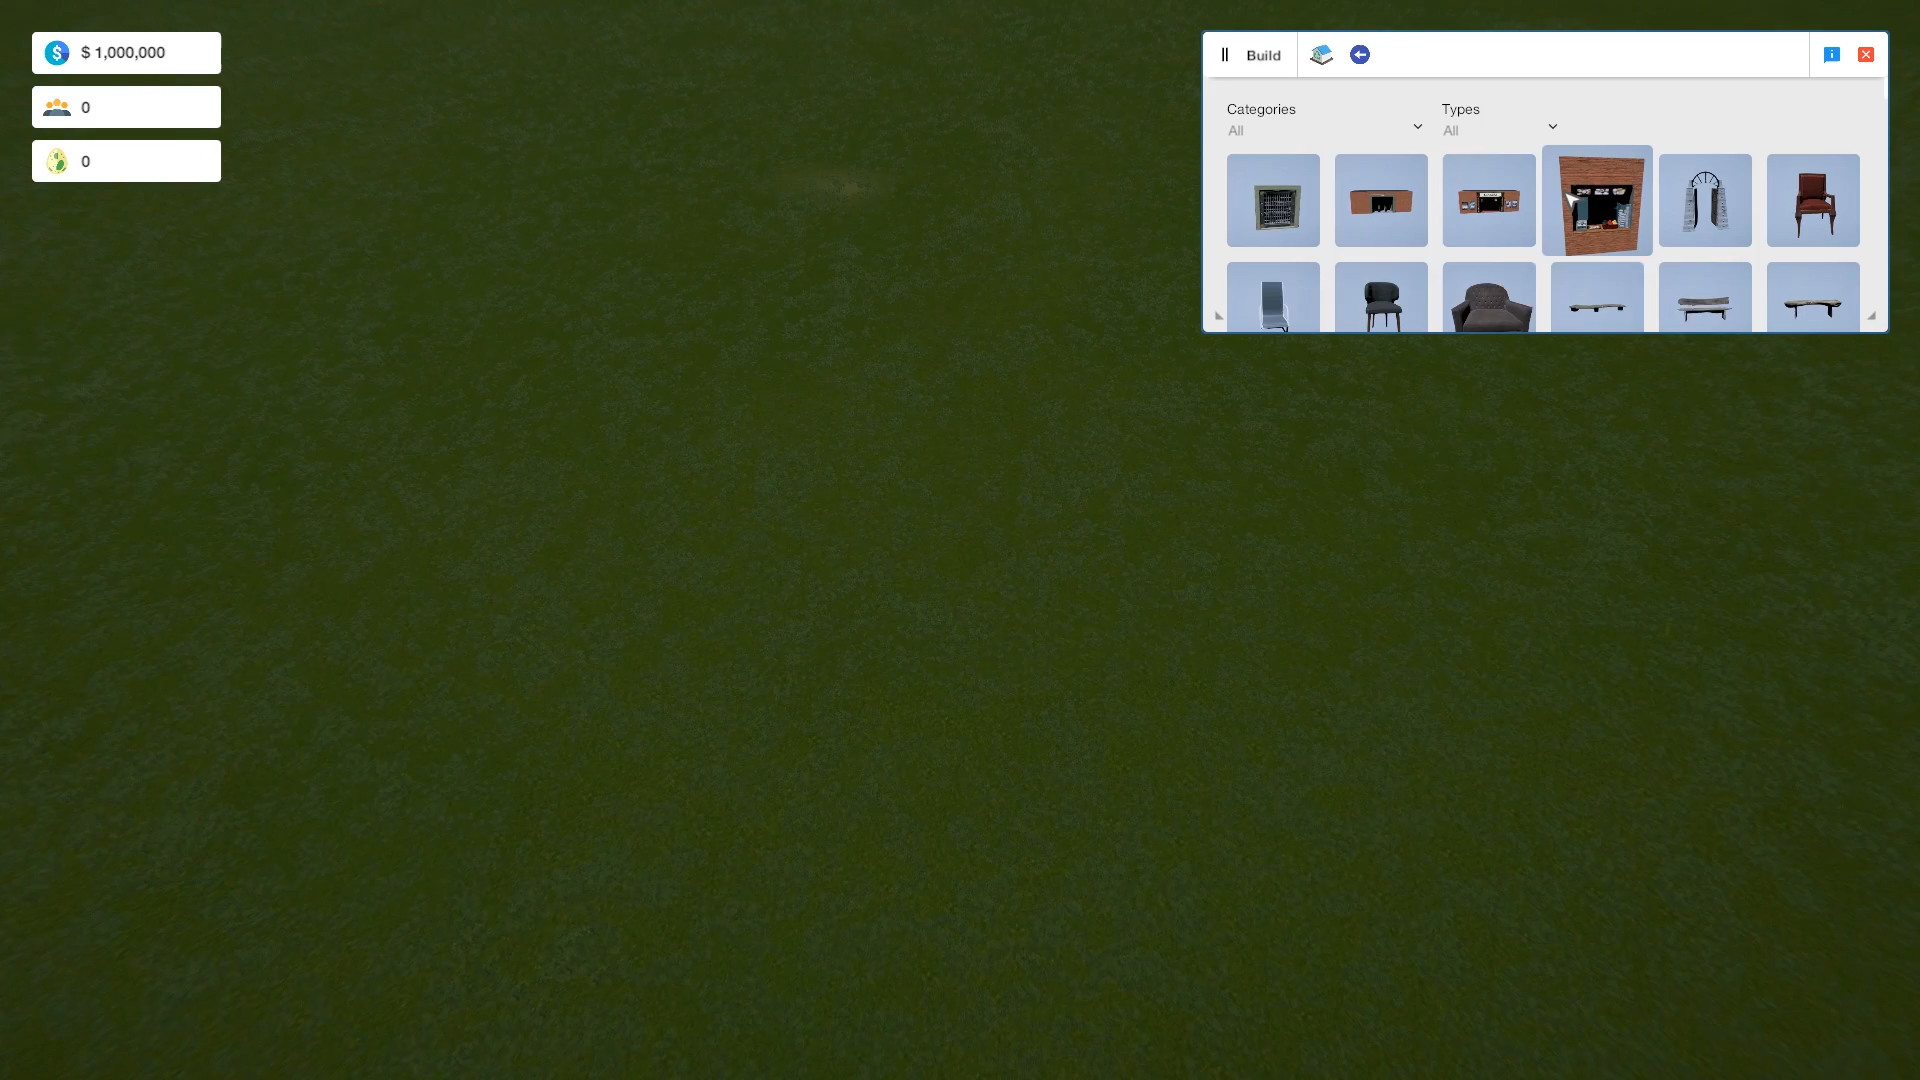 $ 1,000,000
0
0
Build
Categories
All
Types
All